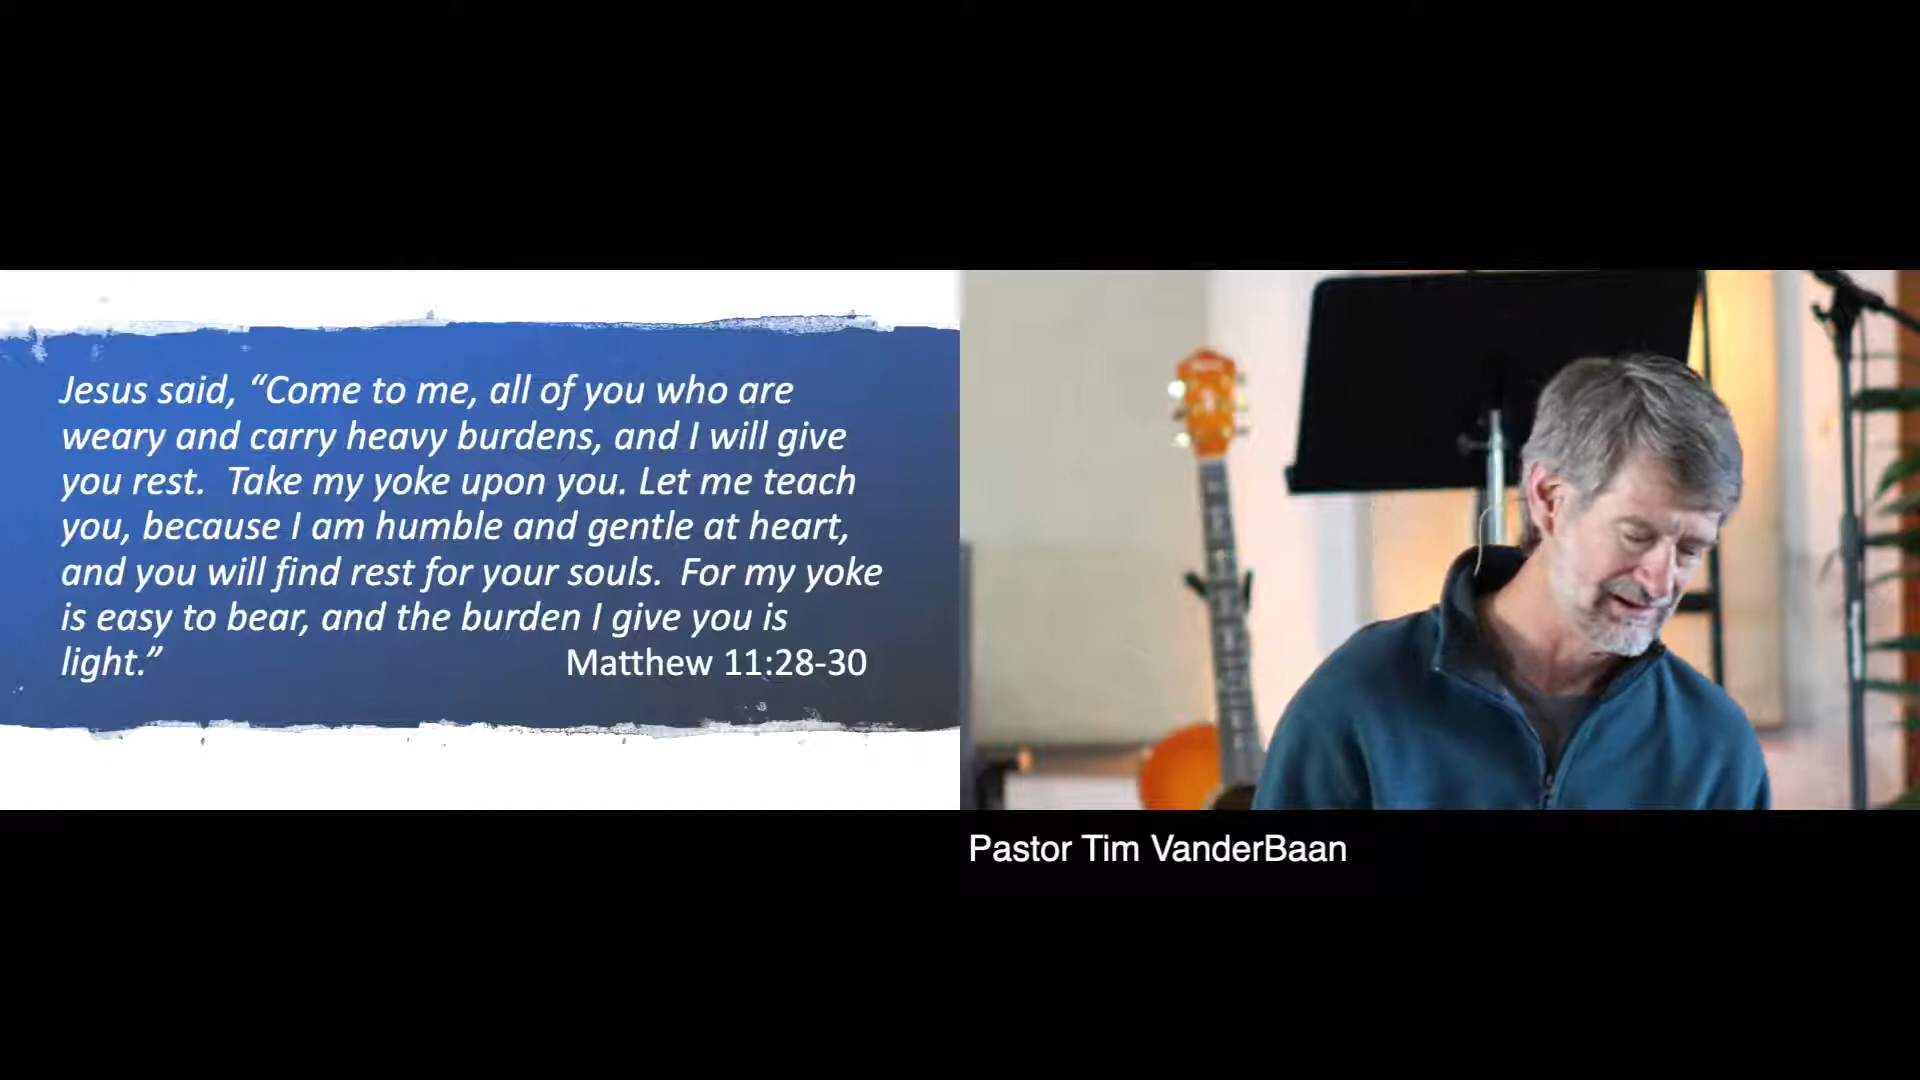 Jesus said, “Come to me, all of you who are
weary and carry heavy burdens, and I will give
you rest.  Take my yoke upon you. Let me teach
you, because I am humble and gentle at heart,
and you will find rest for your souls.  For my yoke
is easy to bear, and the burden I give you is
light.” Matthew 11:28-30
Pastor Tim VanderBaan